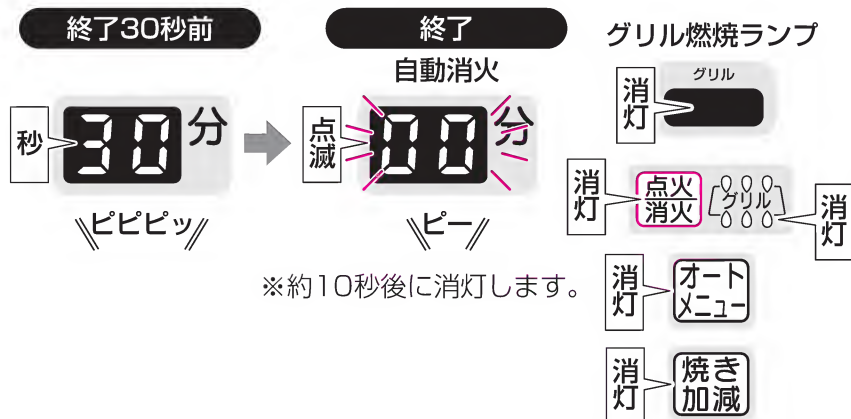 終了30秒前
秒
30
分
ピピピッ
終了
自動消火
点滅
00
分
ピー
※約10秒後に消灯します。
グリル燃焼ランプ
グリル
消灯
消灯
点火
消火
グリル
消灯
消灯
オート
メニュー
消灯
焼き
加減